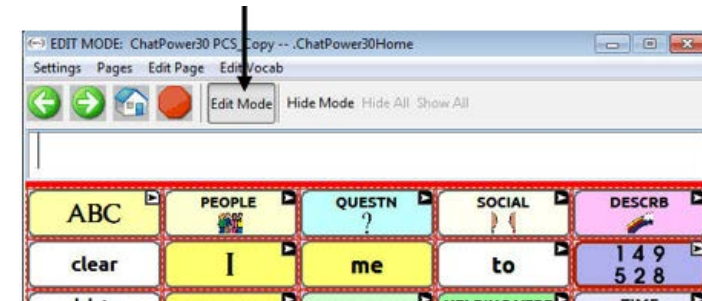 EDIT MODE: ChatPower30 PCS_Copy -- .ChatPower30Home
Settings Pages Edit Page Edit Vocab
Edit Mode Hide Mode Hide All Show All
ABC PEOPLE QUESTN ? SOCIAL DESCRB
clear I me to 1 4 9
5 2 8